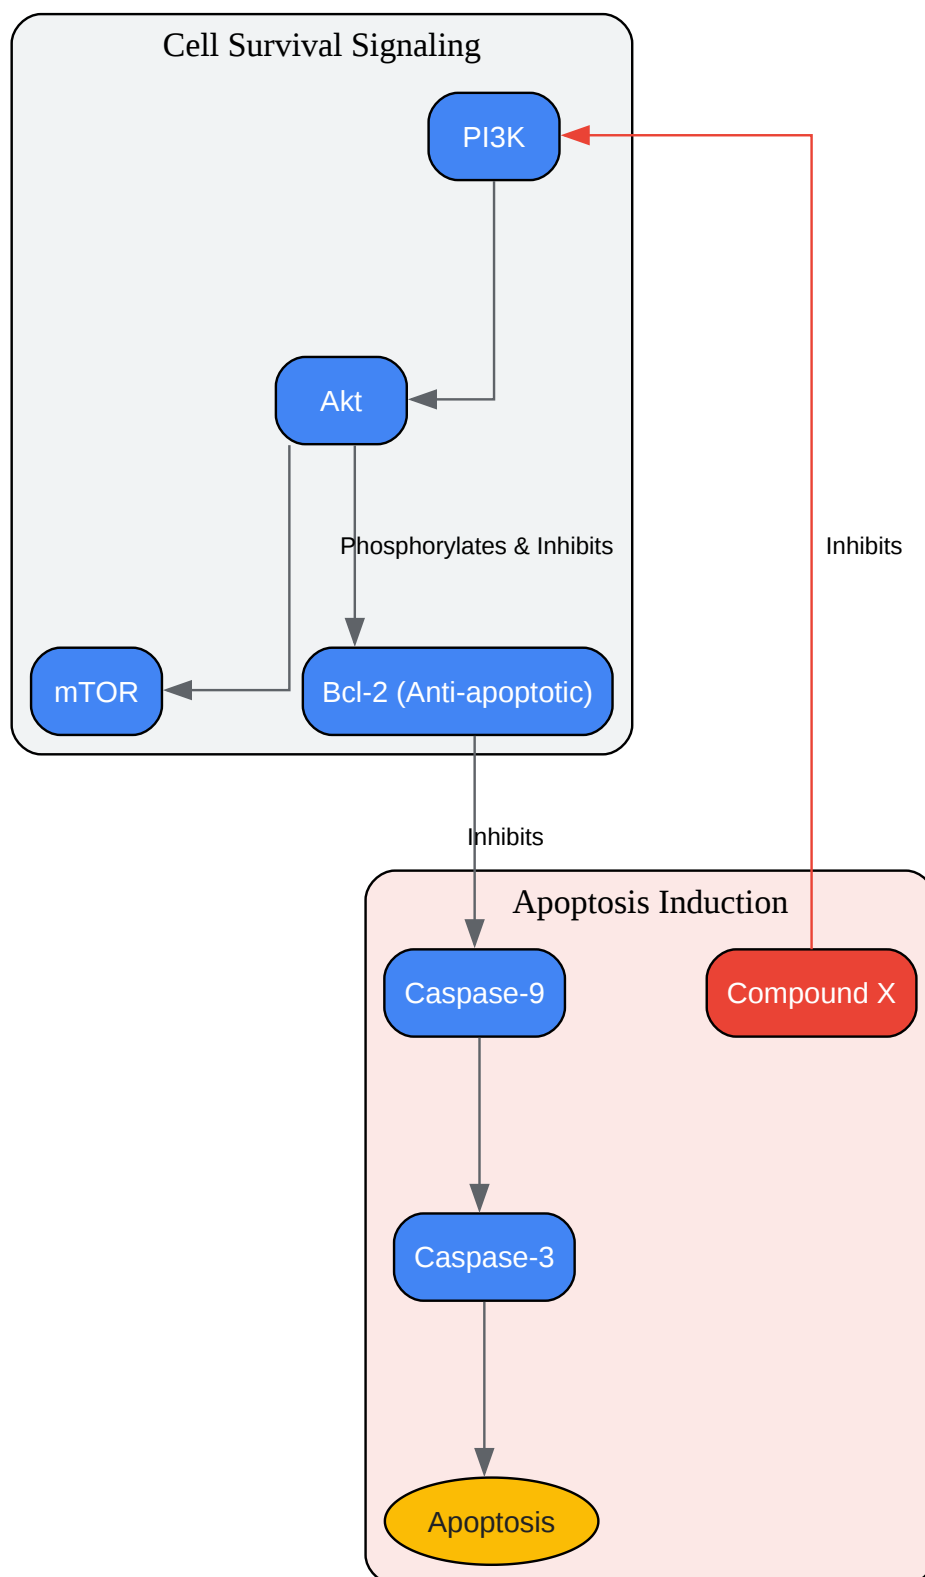 Cell Survival Signaling
PI3K
Akt
Phosphorylates & Inhibits
Inhibits
mTOR
Bcl-2 (Anti-apoptotic)
Inhibits
Apoptosis Induction
Caspase-9
Compound X
Caspase-3
Apoptosis